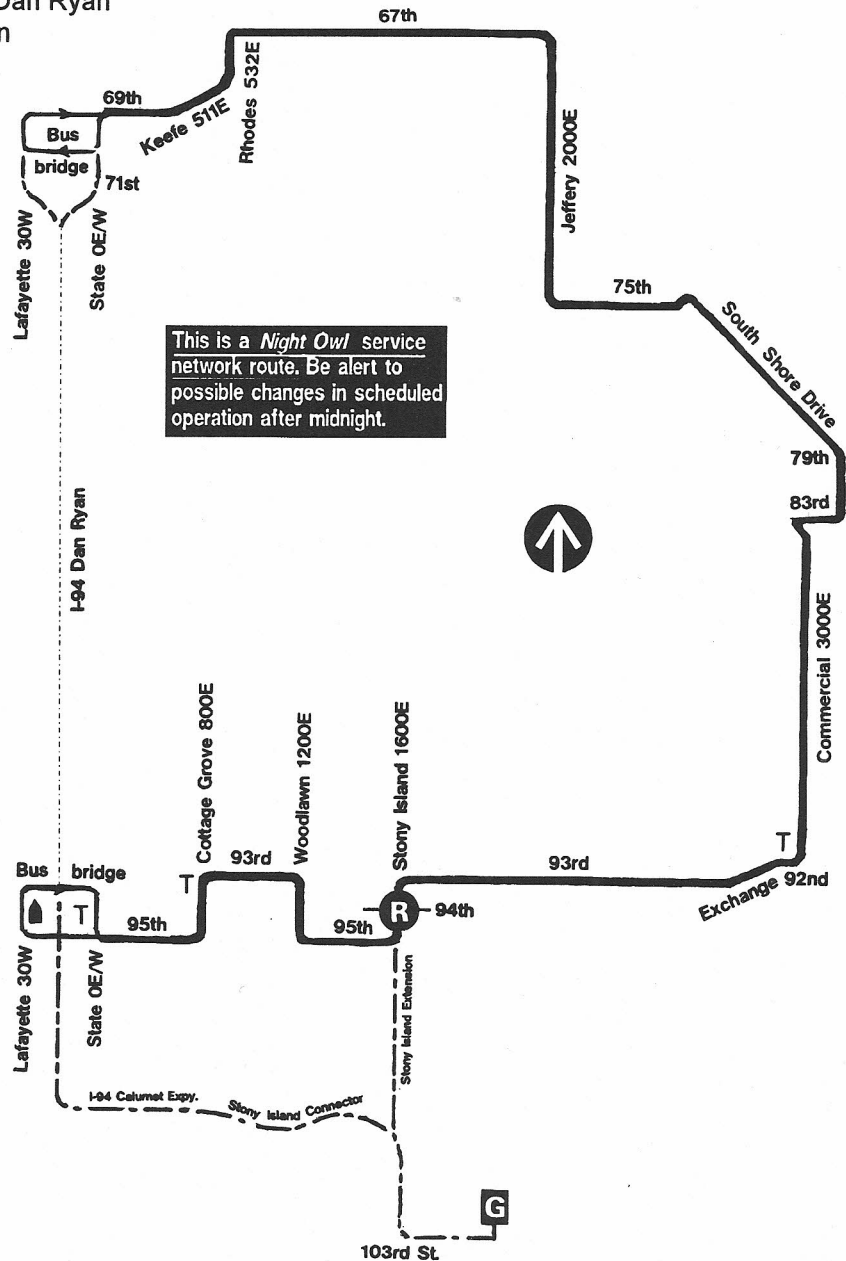 Dan Ryan
n
67th
69th
Keefe 511E
Rhodes 532E
Bus
bridge
71st
Lafayette 30W
State 0E/W
Jeffery 2000E
75th
South Shore Drive
This is a Night Owl service
network route. Be alert to
possible changes in scheduled
operation after midnight.
79th
83rd
I-94 Dan Ryan
Commercial 3000E
Cottage Grove 800E
Woodlawn 1200E
Stony Island 1600E
93rd
93rd
T
T
Bus bridge
T
95th
95th
R
94th
Exchange 92nd
Lafayette 30W
State 0E/W
Stony Island Extension
I-94 Calumet Expy.
Stony Island Connector
G
103rd St.